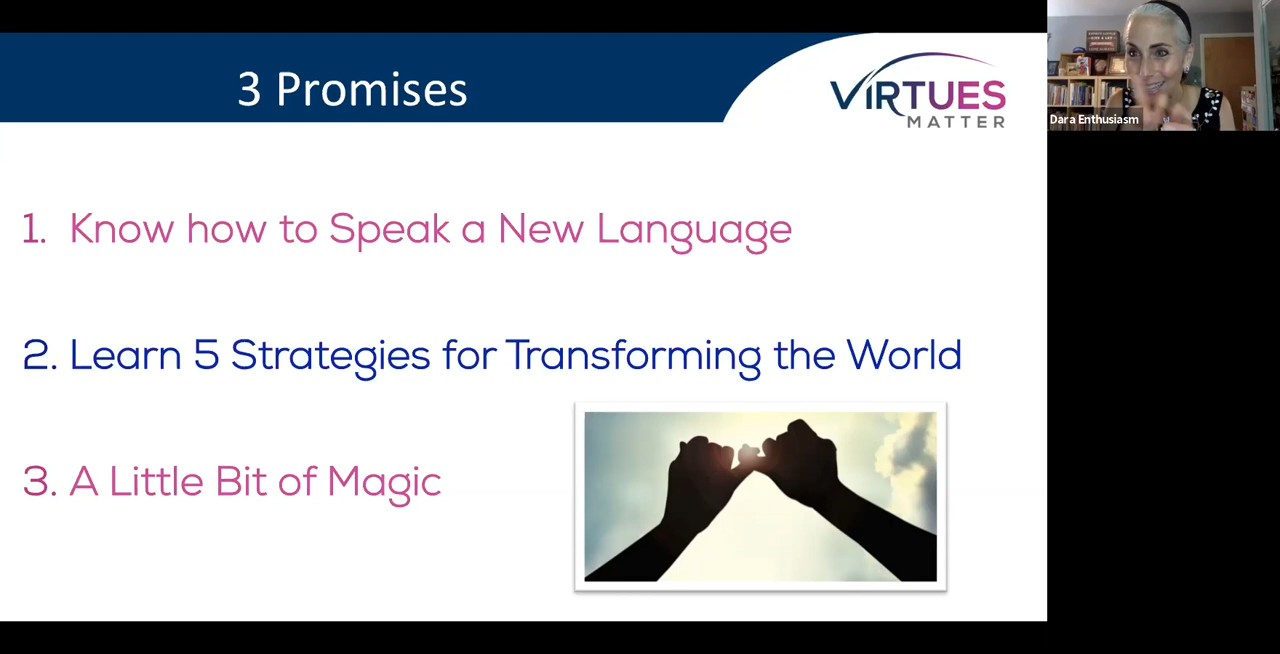 3 Promises
VIRTUES
MATTER
Dara Enthusiasm
1. Know how to Speak a New Language
2. Learn 5 Strategies for Transforming the World
3. A Little Bit of Magic